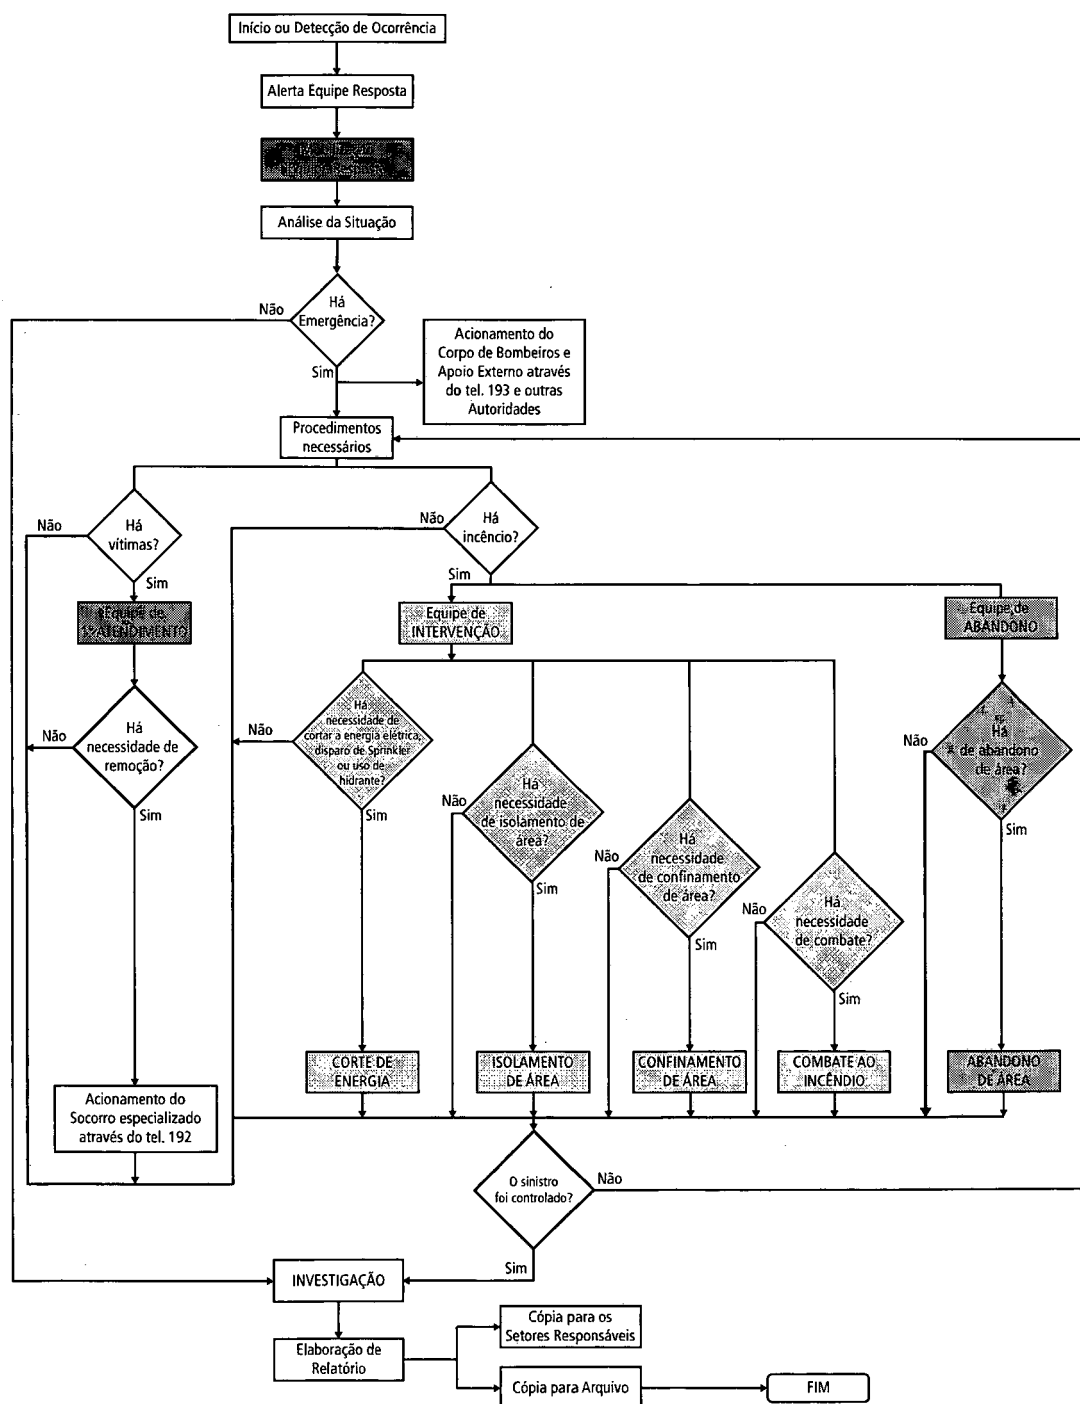 Início ou Detecção de Ocorrência
Alerta Equipe Resposta
Análise da Situação
Há
Emergência?
Não
Sim
Acionamento do
Corpo de Bombeiros e
Apoio Externo através
do tel. 193 e outras
Autoridades
Procedimentos
necessários
Há
vítimas?
Não
Sim
Há
incêncio?
Não
Sim
Equipe de
1º ATENDIMENTO
Equipe de
INTERVENÇÃO
Equipe de
ABANDONO
Há
necessidade de
remoção?
Não
Sim
Há
necessidade de
cortar a energia elétrica,
disparo de Sprinkler
ou uso de
hidrante?
Não
Sim
Há
necessidade
de isolamento de
área?
Não
Sim
Há
necessidade
de confinamento
de área?
Não
Sim
Há
necessidade
de combate?
Não
Sim
Há
de abandono
de área?
Não
Sim
CORTE DE
ENERGIA
ISOLAMENTO
DE ÁREA
CONFINAMENTO
DE ÁREA
COMBATE AO
INCÊNDIO
ABANDONO
DE ÁREA
Acionamento do
Socorro especializado
através do tel. 192
O sinistro
foi controlado?
Não
Sim
INVESTIGAÇÃO
Elaboração de
Relatório
Cópia para os
Setores Responsáveis
Cópia para Arquivo
FIM